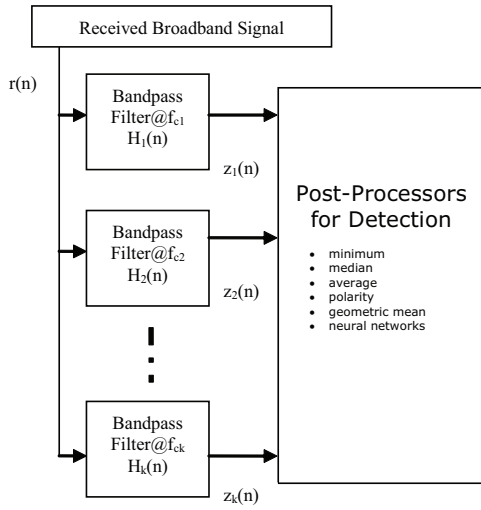 Received Broadband Signal
r(n)
Bandpass
Filter@fc1
H1(n)
z1(n)
Bandpass
Filter@fc2
H2(n)
z2(n)
Bandpass
Filter@fck
Hk(n)
zk(n)
Post-Processors
for Detection
• minimum
• median
• average
• polarity
• geometric mean
• neural networks